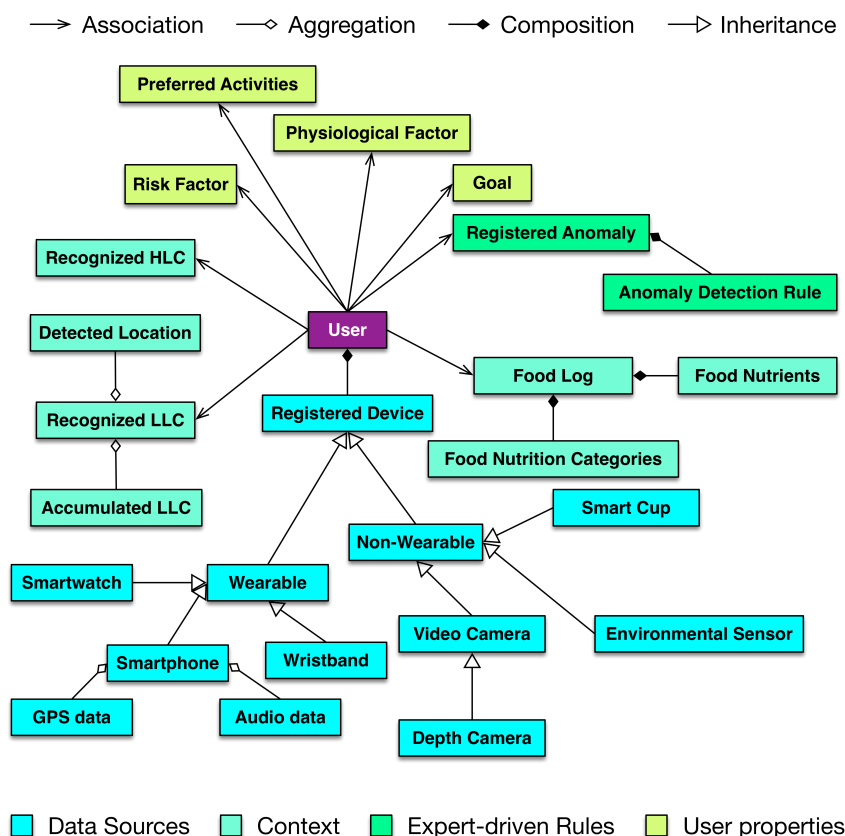 Association
Aggregation
Composition
Inheritance
Preferred Activities
Physiological Factor
Risk Factor
Goal
Registered Anomaly
Recognized HLC
Anomaly Detection Rule
Detected Location
User
Food Log
Food Nutrients
Recognized LLC
Registered Device
Food Nutrition Categories
Accumulated LLC
Smart Cup
Non-Wearable
Smartwatch
Wearable
Video Camera
Environmental Sensor
Smartphone
Wristband
GPS data
Audio data
Depth Camera
Data Sources
Context
Expert-driven Rules
User properties